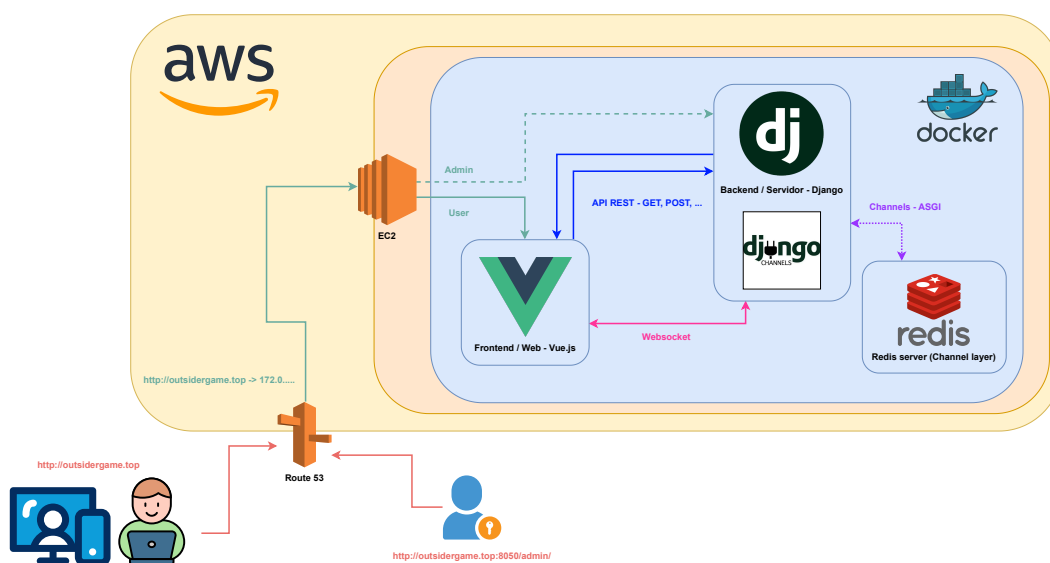 aws
docker
dj
Admin
Backend / Servidor - Django
User
API REST - GET, POST, ...
Channels - ASGI
EC2
django
CHANNELS
redis
Websocket
Frontend / Web - Vue.js
Redis server (Channel layer)
http://outsidergame.top -> 172.0.....
http://outsidergame.top
Route 53
http://outsidergame.top:8050/admin/